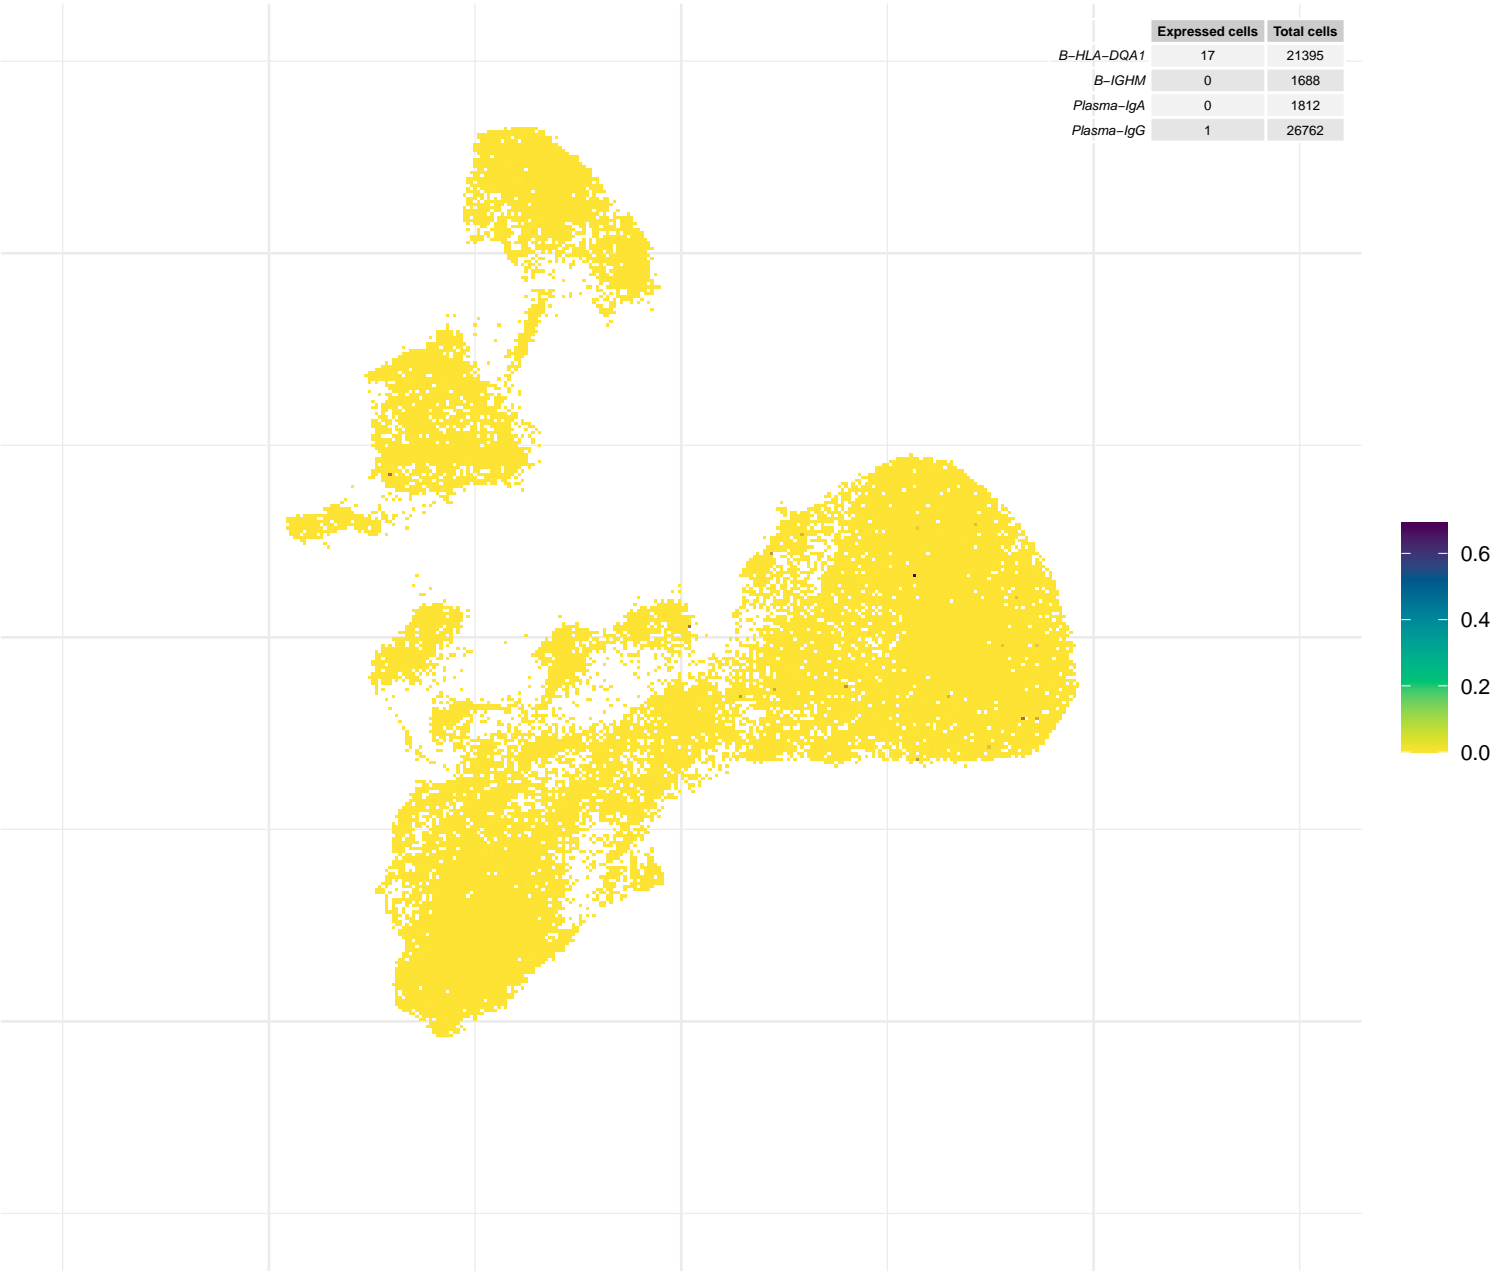 Expressed cells Total cells
B−HLA−DQA1 17 21395
B−IGHM 0 1688
Plasma−IgA 0 1812
Plasma−IgG 1 26762
0.6
0.4
0.2
0.0